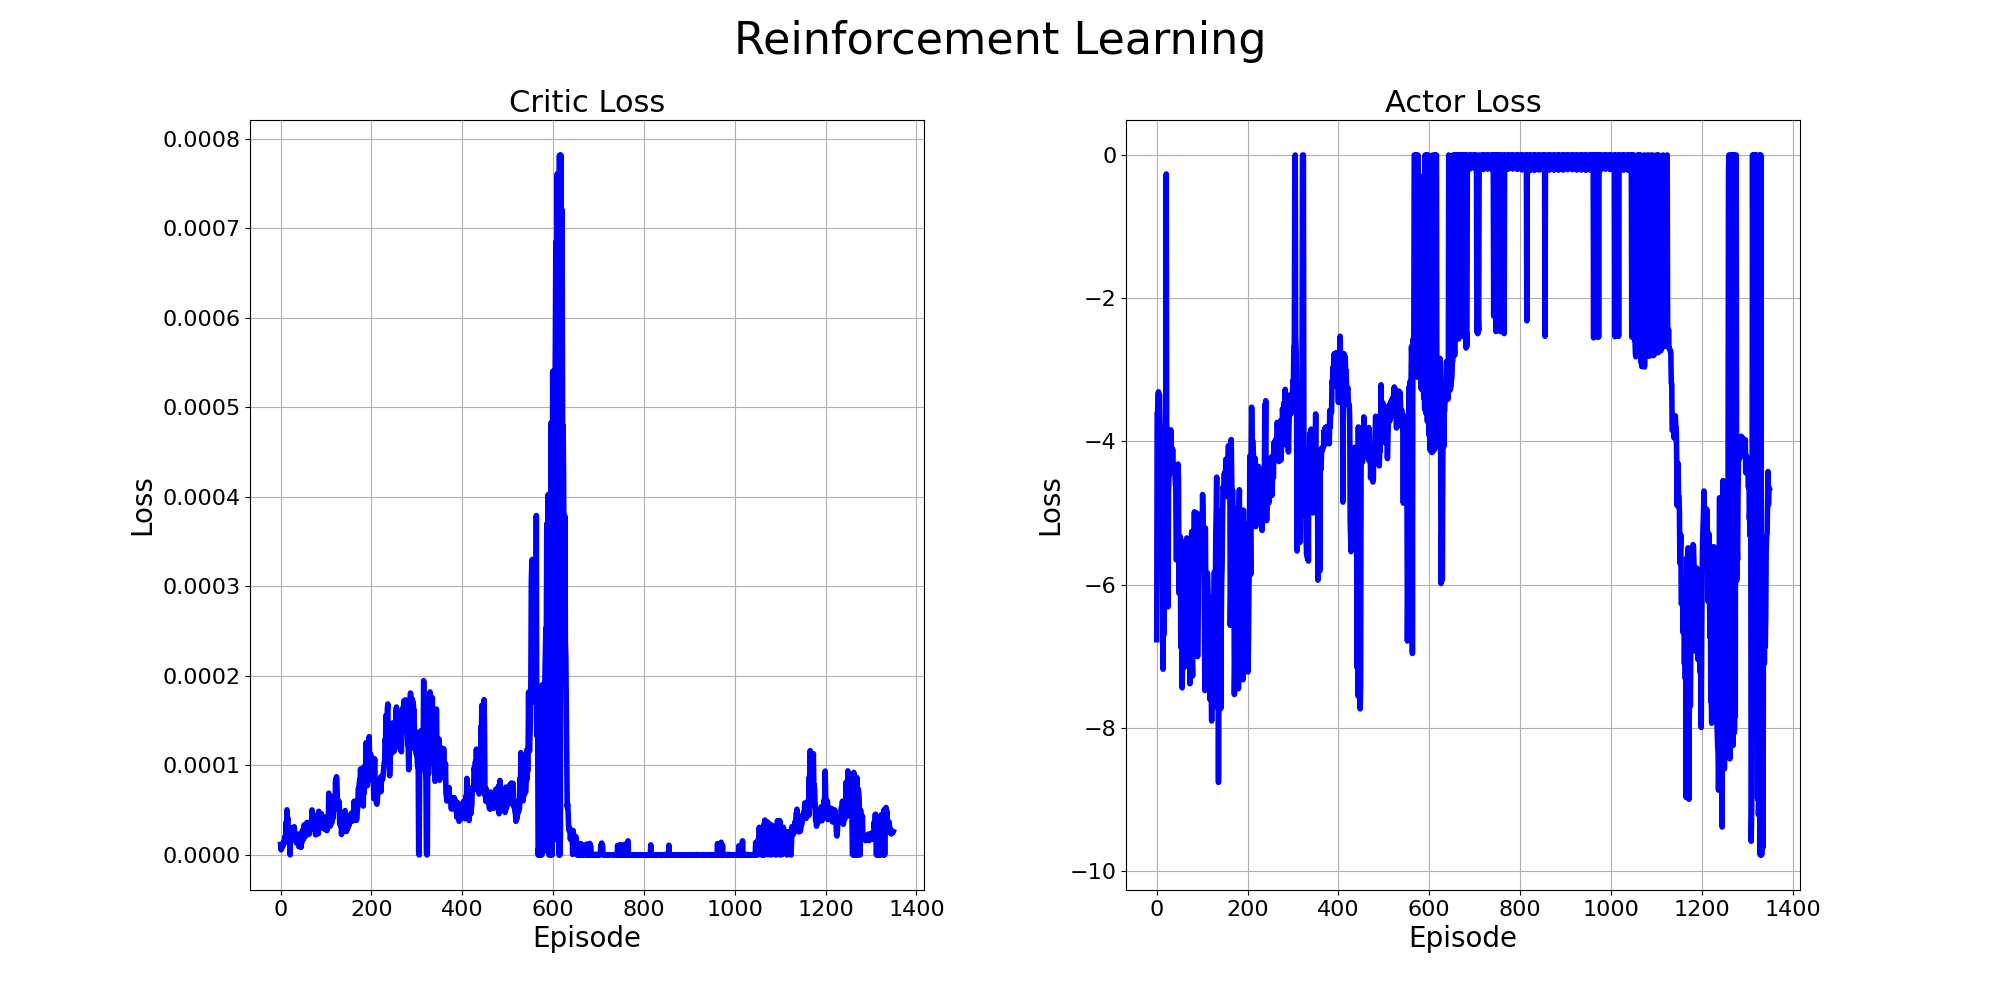 Reinforcement Learning
Critic Loss
Loss
0.0008
0.0007
0.0006
0.0005
0.0004
0.0003
0.0002
0.0001
0.0000
0 200 400 600 800 1000 1200 1400
Episode
Actor Loss
Loss
0
−2
−4
−6
−8
−10
0 200 400 600 800 1000 1200 1400
Episode